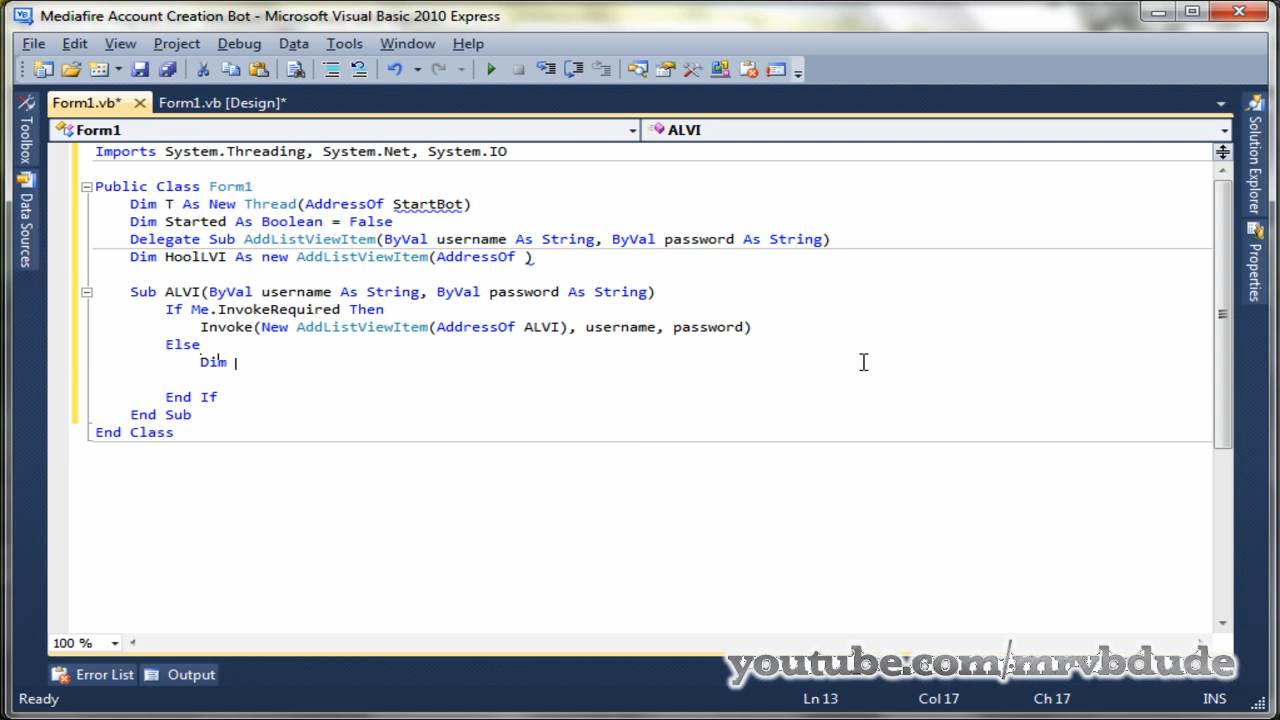 Mediafire Account Creation Bot - Microsoft Visual Basic 2010 Express
File Edit View Project Debug Data Tools Window Help
Form1.vb* Form1.vb [Design]*
Form1 ALVI
Toolbox
Data Sources
Solution Explorer
Properties
Imports System.Threading, System.Net, System.IO
Public Class Form1
Dim T As New Thread(AddressOf StartBot)
Dim Started As Boolean = False
Delegate Sub AddListViewItem(ByVal username As String, ByVal password As String)
Dim HoolLVI As new AddListViewItem(AddressOf )
Sub ALVI(ByVal username As String, ByVal password As String)
If Me.InvokeRequired Then
Invoke(New AddListViewItem(AddressOf ALVI), username, password)
Else
Dim
End If
End Sub
End Class
100 %
youtube.com/mrvbdude
Error List Output
Ready Ln 13 Col 17 Ch 17 INS